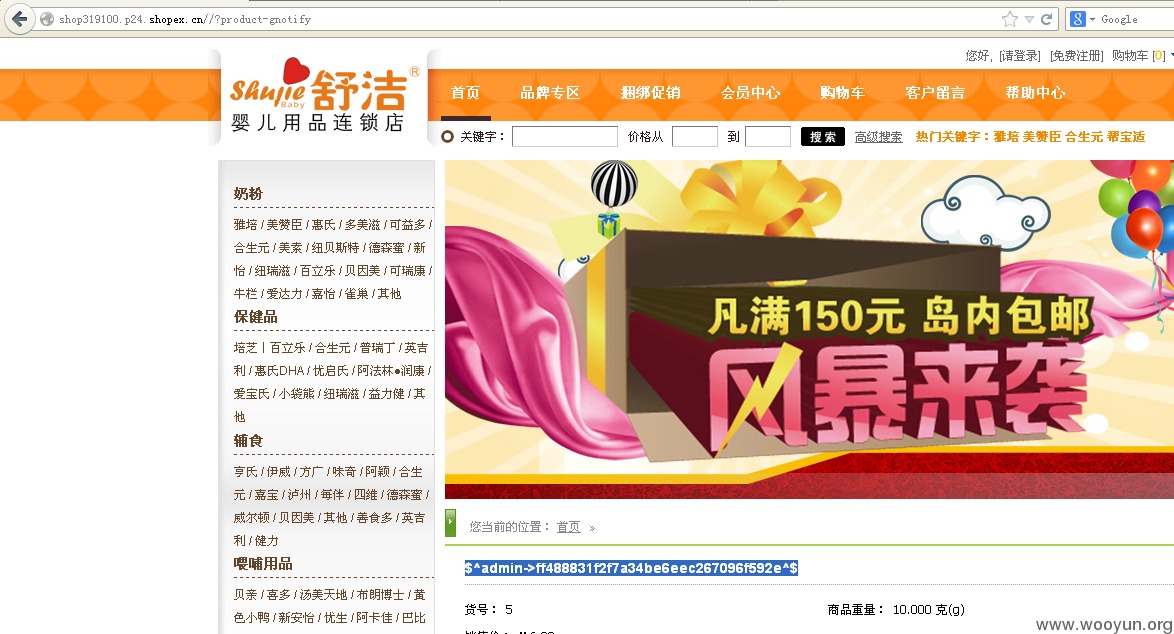 shop319100.p24.shopex.cn//?product-gnotify
Google
您好, [请登录] [免费注册] 购物车 [0]
Shujie Baby 舒洁®
婴儿用品连锁店
首页 品牌专区 捆绑促销 会员中心 购物车 客户留言 帮助中心
关键字： 价格从 到 搜索 高级搜索 热门关键字：雅培 美赞臣 合生元 帮宝适
奶粉
雅培 / 美赞臣 / 惠氏 / 多美滋 / 可益多 /
合生元 / 美素 / 纽贝斯特 / 德森蜜 / 新
怡 / 纽瑞滋 / 百立乐 / 贝因美 / 可瑞康 /
牛栏 / 爱达力 / 嘉怡 / 雀巢 / 其他
保健品
培芝 | 百立乐 / 合生元 / 普瑞丁 / 英吉
利 / 惠氏DHA / 优启氏 / 阿法林●润康 /
爱宝氏 / 小袋熊 / 纽瑞滋 / 益力健 / 其
他
辅食
亨氏 / 伊威 / 方广 / 味奇 / 阿颖 / 合生
元 / 嘉宝 / 泸州 / 每伴 / 四维 / 德森蜜 /
威尔顿 / 贝因美 / 其他 / 善食多 / 英吉
利 / 健力
喂哺用品
贝亲 / 喜多 / 汤美天地 / 布朗博士 / 黄
色小鸭 / 新安怡 / 优生 / 阿卡佳 / 巴比
凡满150元 岛内包邮
风暴来袭
您当前的位置： 首页 »
$^admin->ff488831f2f7a34be6eec267096f592e^$
货号： 5
商品重量： 10.000 克(g)
www.wooyun.org